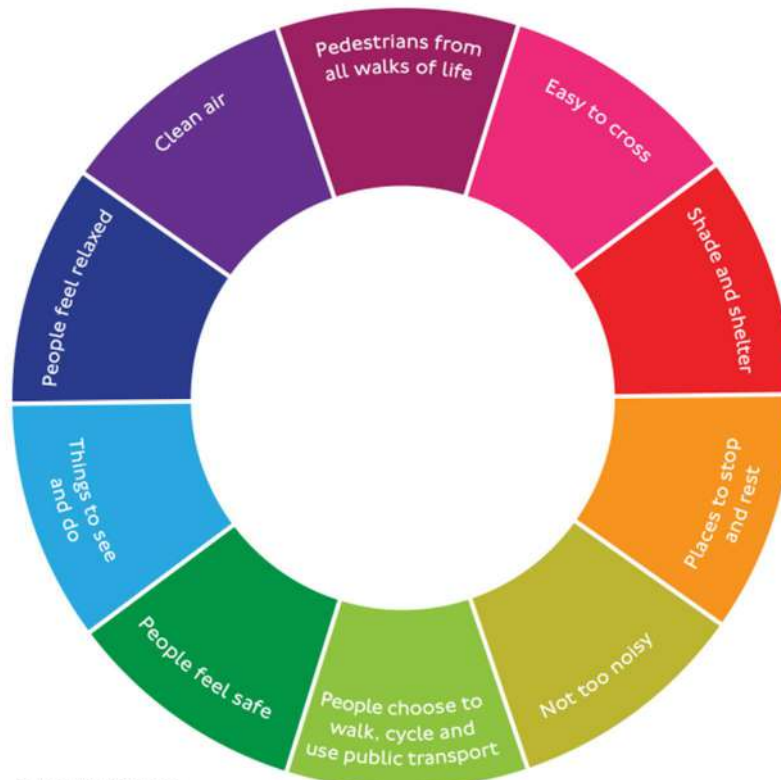 Pedestrians from
all walks of life
Easy to cross
Shade and shelter
Places to stop
and rest
Not too noisy
People choose to
walk, cycle and
use public transport
People feel safe
Things to see
and do
People feel relaxed
Clean air